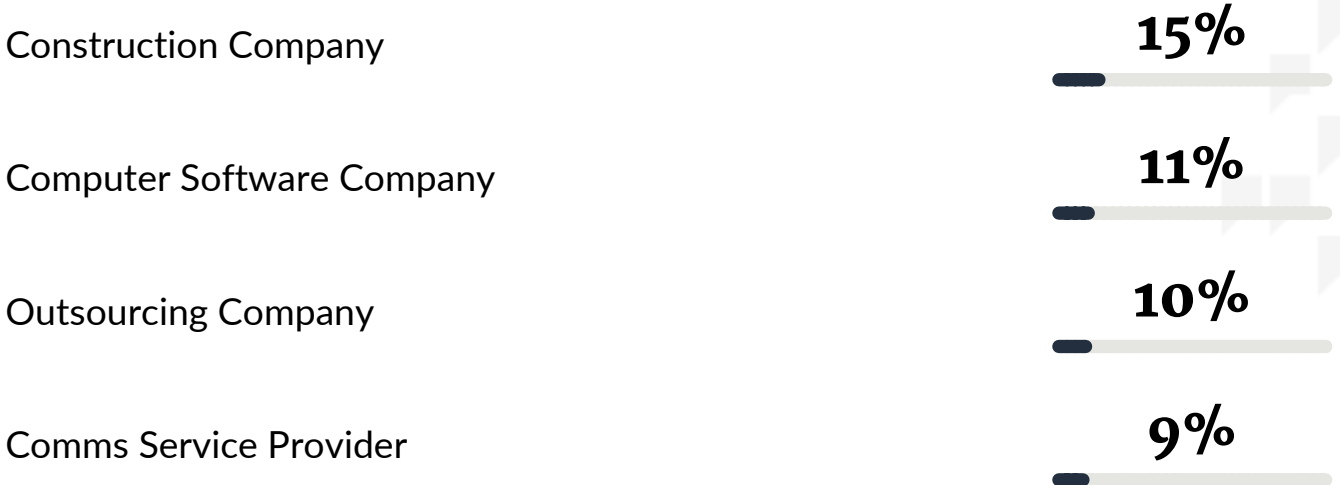 Construction Company 15%
Computer Software Company 11%
Outsourcing Company 10%
Comms Service Provider 9%